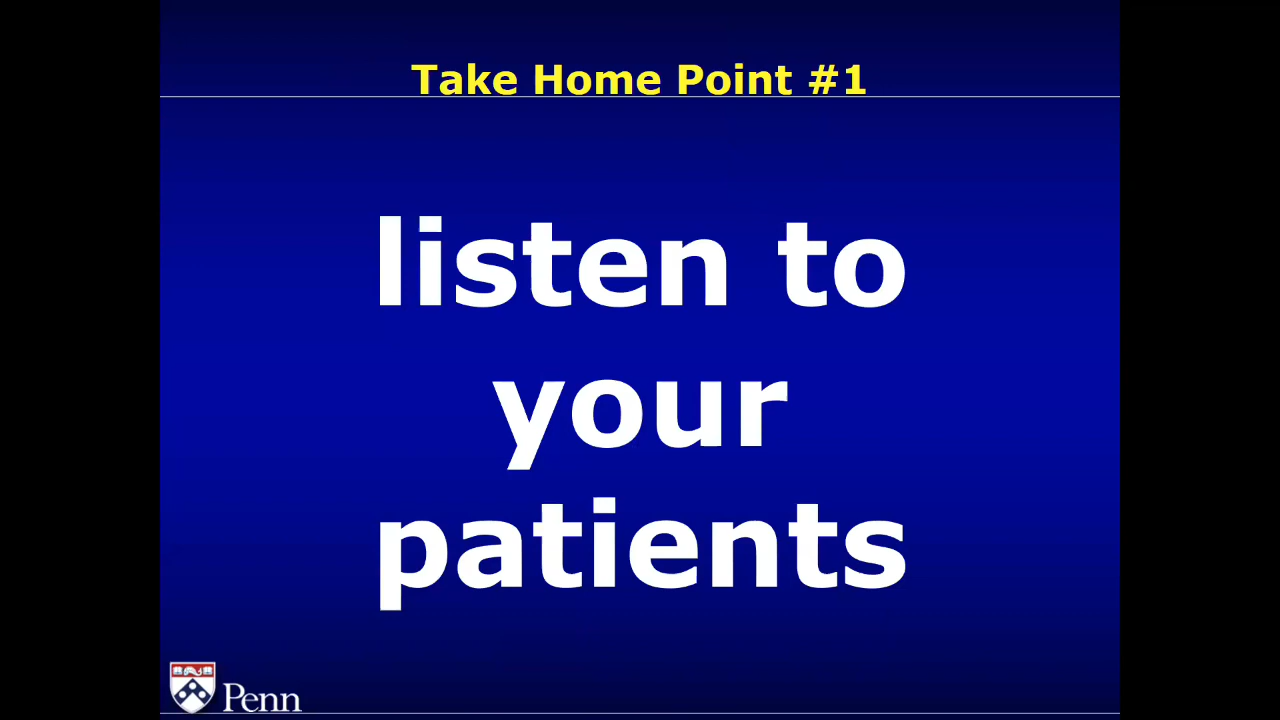 Take Home Point #1
listen to
your
patients
Penn